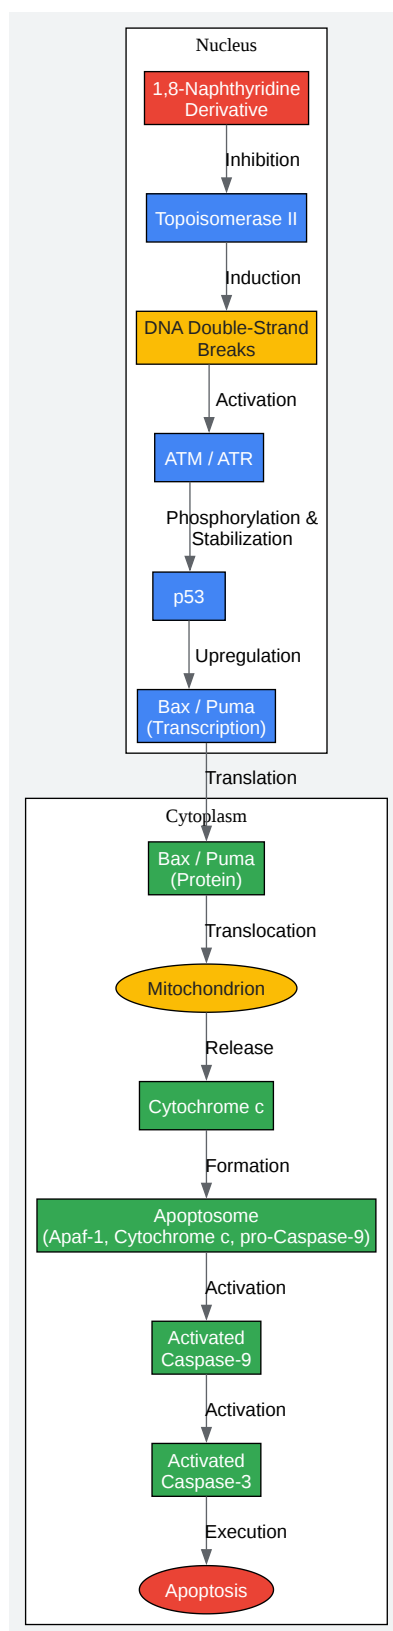 Nucleus
1,8-Naphthyridine
Derivative
Inhibition
Topoisomerase II
Induction
DNA Double-Strand
Breaks
Activation
ATM / ATR
Phosphorylation &
Stabilization
p53
Upregulation
Bax / Puma
(Transcription)
Translation
Cytoplasm
Bax / Puma
(Protein)
Translocation
Mitochondrion
Release
Cytochrome c
Formation
Apoptosome
(Apaf-1, Cytochrome c, pro-Caspase-9)
Activation
Activated
Caspase-9
Activation
Activated
Caspase-3
Execution
Apoptosis